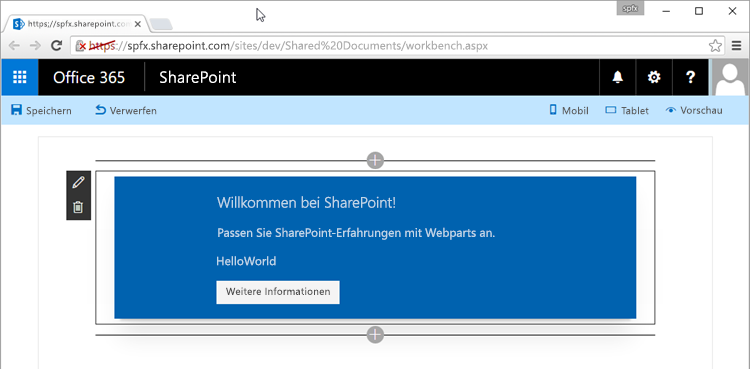 spfx
https://spfx.sharepoint.com
https://spfx.sharepoint.com/sites/dev/Shared%20Documents/workbench.aspx
Office 365 SharePoint
Speichern Verwerfen Mobil Tablet Vorschau
Willkommen bei SharePoint!
Passen Sie SharePoint-Erfahrungen mit Webparts an.
HelloWorld
Weitere Informationen